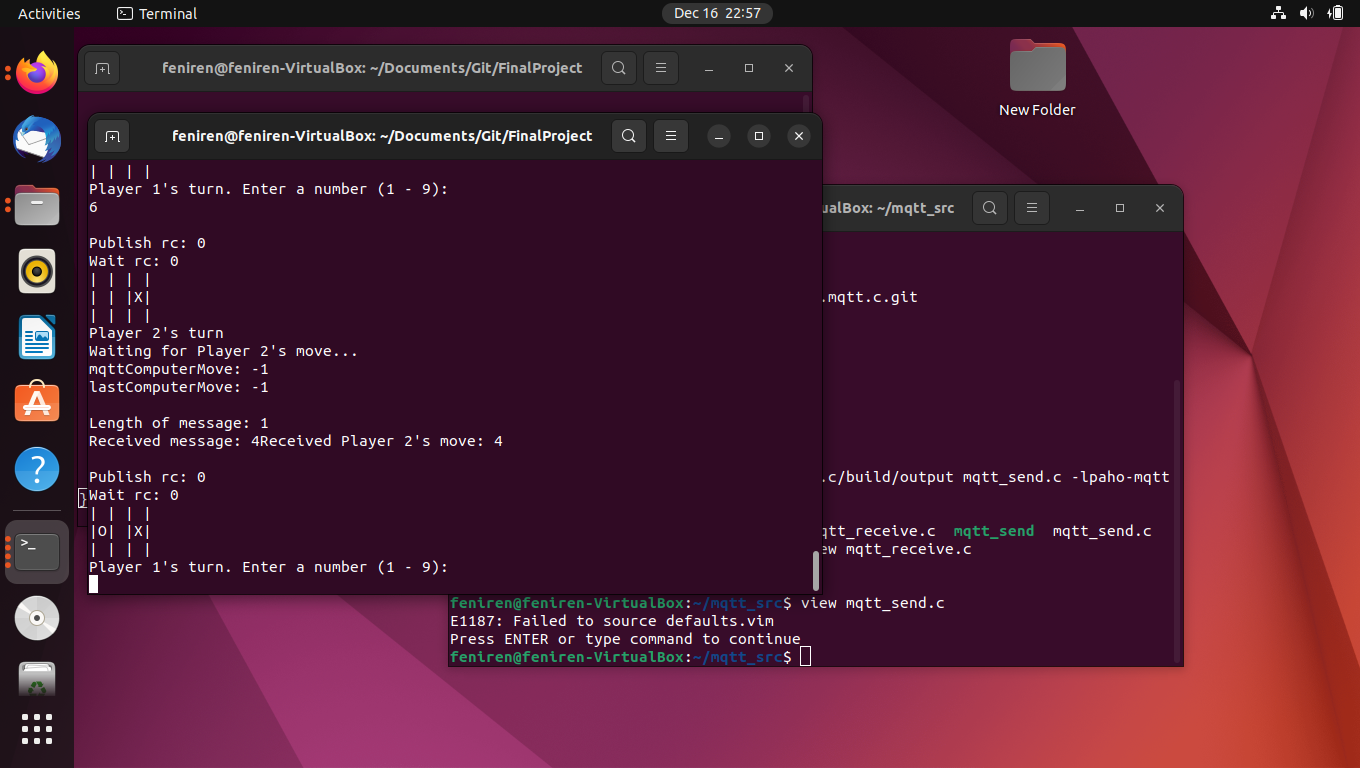 Activities
Terminal
Dec 16 22:57
feniren@feniren-VirtualBox: ~/Documents/Git/FinalProject
New Folder
feniren@feniren-VirtualBox: ~/Documents/Git/FinalProject
| | | |
Player 1's turn. Enter a number (1 - 9):
6
Publish rc: 0
Wait rc: 0
| | | |
| | |X|
| | | |
Player 2's turn
Waiting for Player 2's move...
mqttComputerMove: -1
lastComputerMove: -1
Length of message: 1
Received message: 4Received Player 2's move: 4
Publish rc: 0
Wait rc: 0
| | | |
|O| |X|
| | | |
Player 1's turn. Enter a number (1 - 9):
}
ualBox: ~/mqtt_src
.mqtt.c.git
.c/build/output mqtt_send.c -lpaho-mqtt
qtt_receive.c mqtt_send mqtt_send.c
ew mqtt_receive.c
feniren@feniren-VirtualBox:~/mqtt_src$ view mqtt_send.c
E1187: Failed to source defaults.vim
Press ENTER or type command to continue
feniren@feniren-VirtualBox:~/mqtt_src$